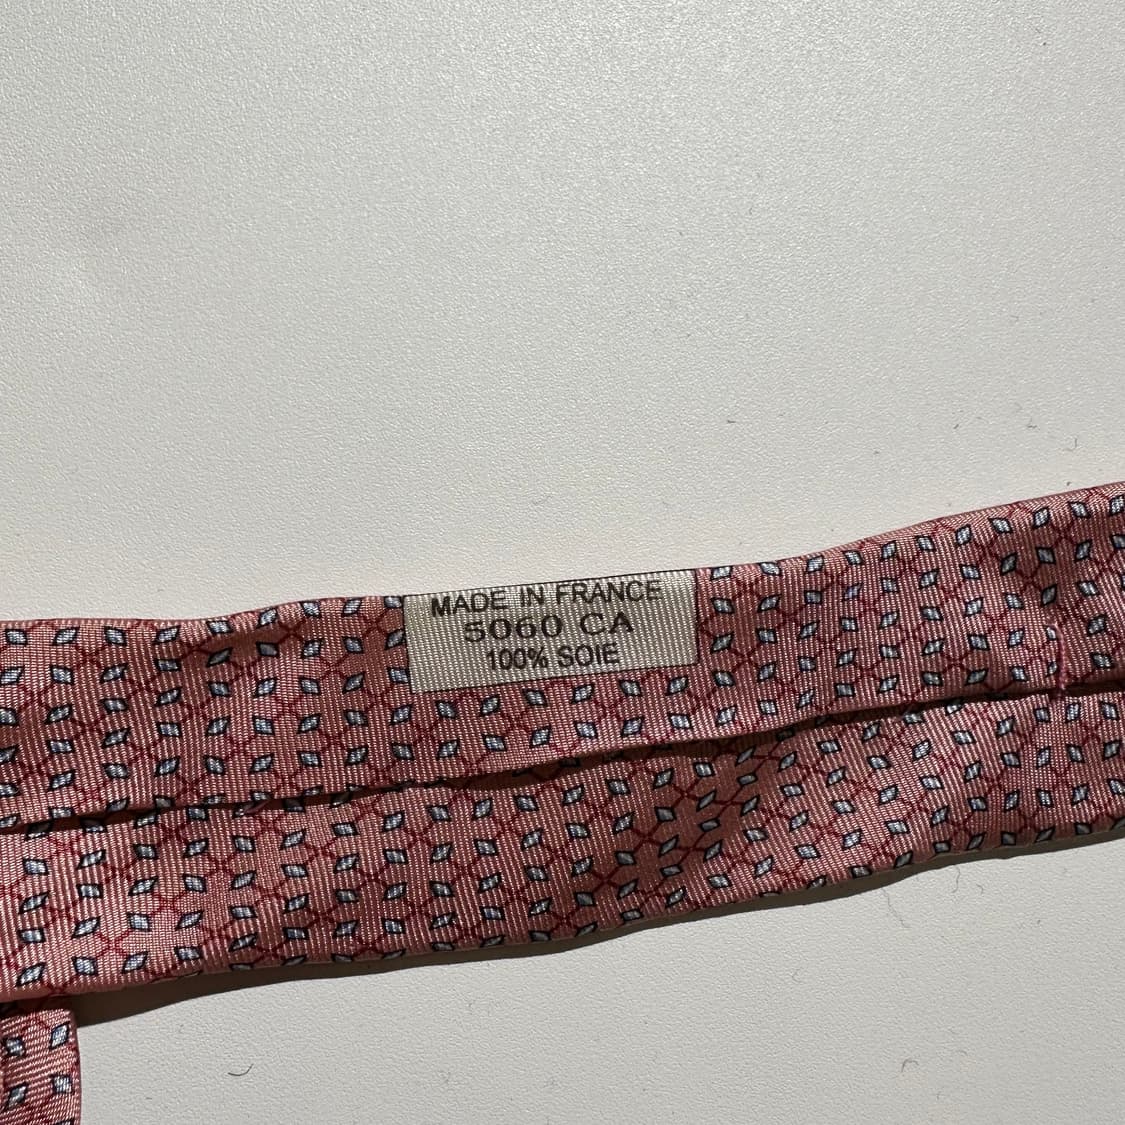 MADE IN FRANCE
5060 CA
100% SOIE